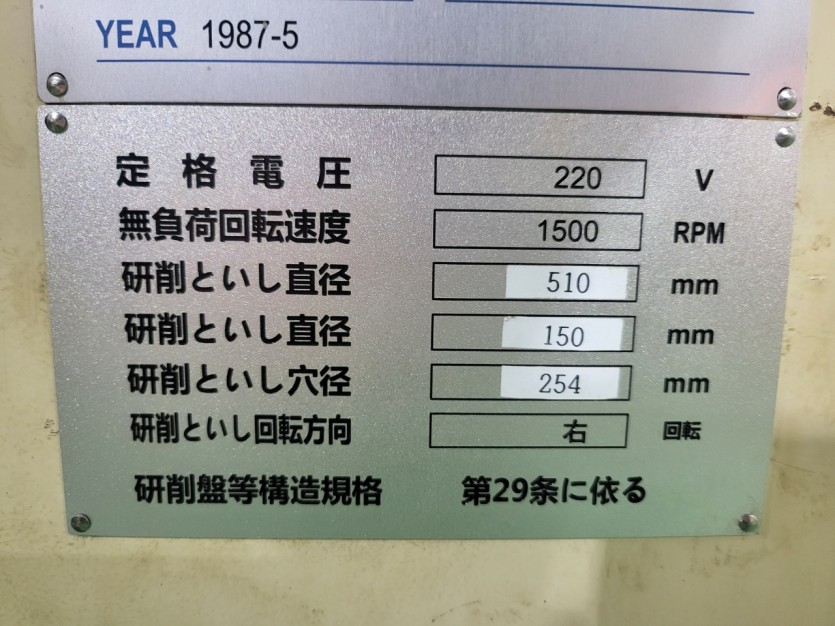 YEAR 1987-5
定格電圧 220 V
無負荷回転速度 1500 RPM
研削といし直径 510 mm
研削といし直径 150 mm
研削といし穴径 254 mm
研削といし回転方向 右 回転
研削盤等構造規格 第29条に依る